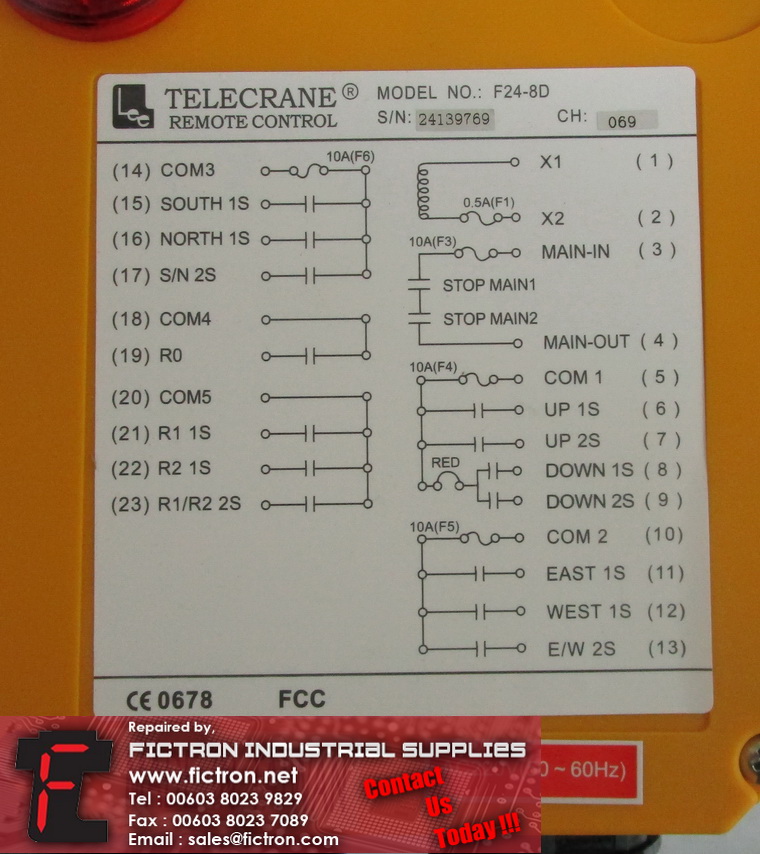 Lee
TELECRANE®
REMOTE CONTROL
MODEL NO.: F24-8D
S/N: 24139769
CH: 069
10A(F6)
(14) COM3
(15) SOUTH 1S
(16) NORTH 1S
(17) S/N 2S
(18) COM4
(19) R0
(20) COM5
(21) R1 1S
(22) R2 1S
(23) R1/R2 2S
X1 (1)
0.5A(F1)
X2 (2)
10A(F3)
MAIN-IN (3)
STOP MAIN1
STOP MAIN2
MAIN-OUT (4)
10A(F4)
COM 1 (5)
UP 1S (6)
UP 2S (7)
RED
DOWN 1S (8)
DOWN 2S (9)
10A(F5)
COM 2 (10)
EAST 1S (11)
WEST 1S (12)
E/W 2S (13)
CE 0678 FCC
0 ~ 60Hz)
Repaired by,
FICTRON INDUSTRIAL SUPPLIES
www.fictron.net
Tel : 00603 8023 9829
Fax : 00603 8023 7089
Email : sales@fictron.com
Contact
Us
Today !!!